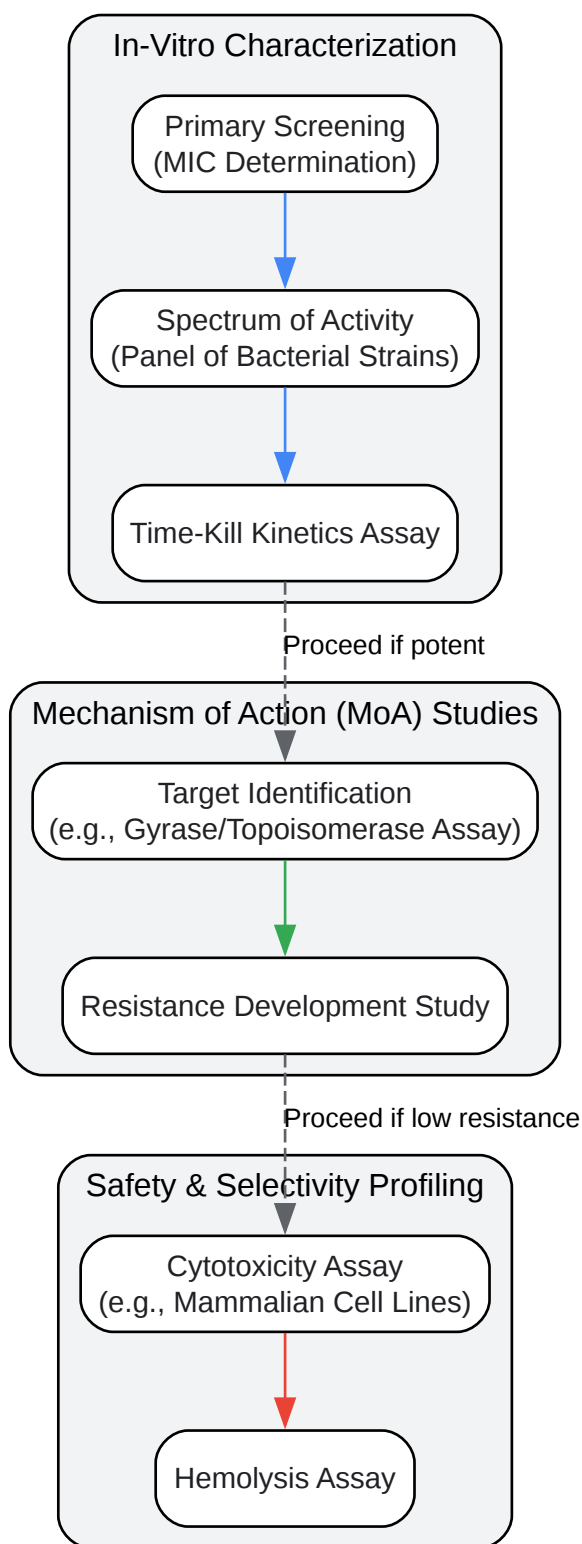 In-Vitro Characterization
Primary Screening
(MIC Determination)
Spectrum of Activity
(Panel of Bacterial Strains)
Time-Kill Kinetics Assay
Proceed if potent
Mechanism of Action (MoA) Studies
Target Identification
(e.g., Gyrase/Topoisomerase Assay)
Resistance Development Study
Proceed if low resistance
Safety & Selectivity Profiling
Cytotoxicity Assay
(e.g., Mammalian Cell Lines)
Hemolysis Assay